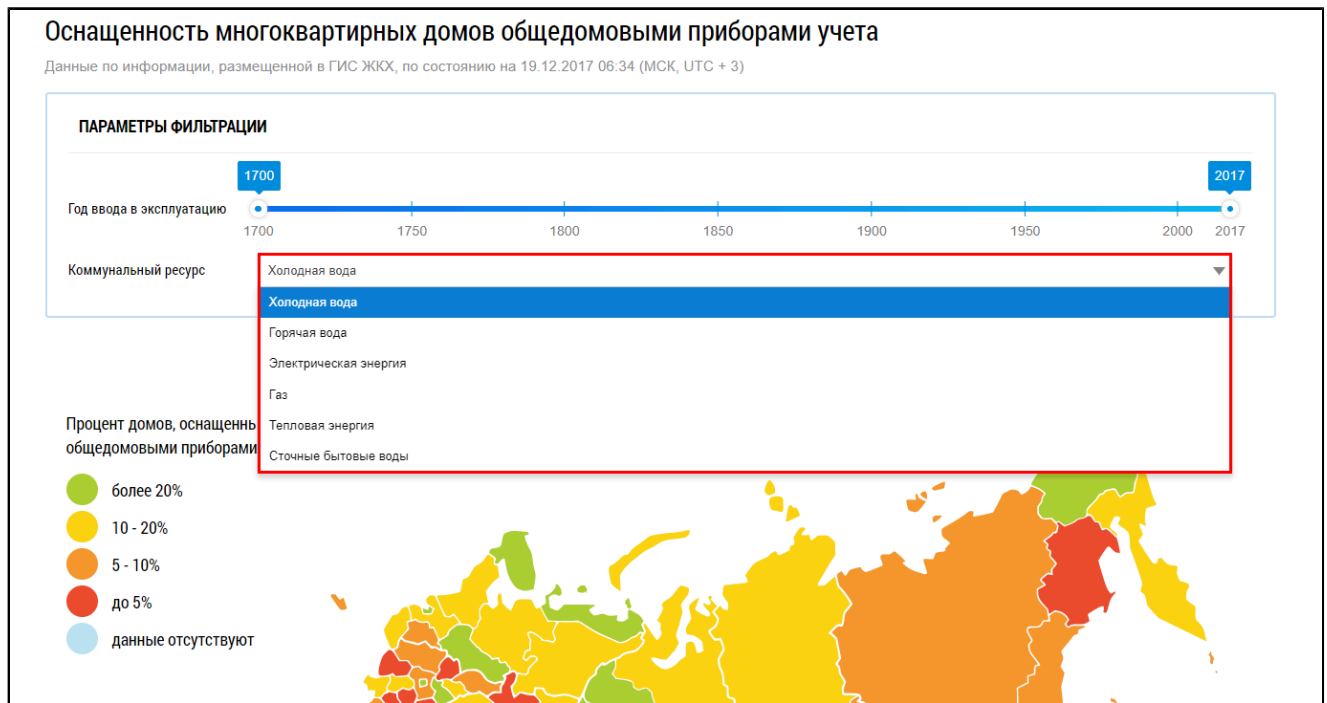 Оснащенность многоквартирных домов общедомовыми приборами учета
Данные по информации, размещенной в ГИС ЖКХ, по состоянию на 19.12.2017 06:34 (МСК, UTC + 3)
ПАРАМЕТРЫ ФИЛЬТРАЦИИ
1700 2017
Год ввода в эксплуатацию
1700 1750 1800 1850 1900 1950 2000 2017
Коммунальный ресурс Холодная вода
Холодная вода
Горячая вода
Электрическая энергия
Газ
Тепловая энергия
Сточные бытовые воды
Процент домов, оснащенны
общедомовыми приборами
более 20%
10 - 20%
5 - 10%
до 5%
данные отсутствуют